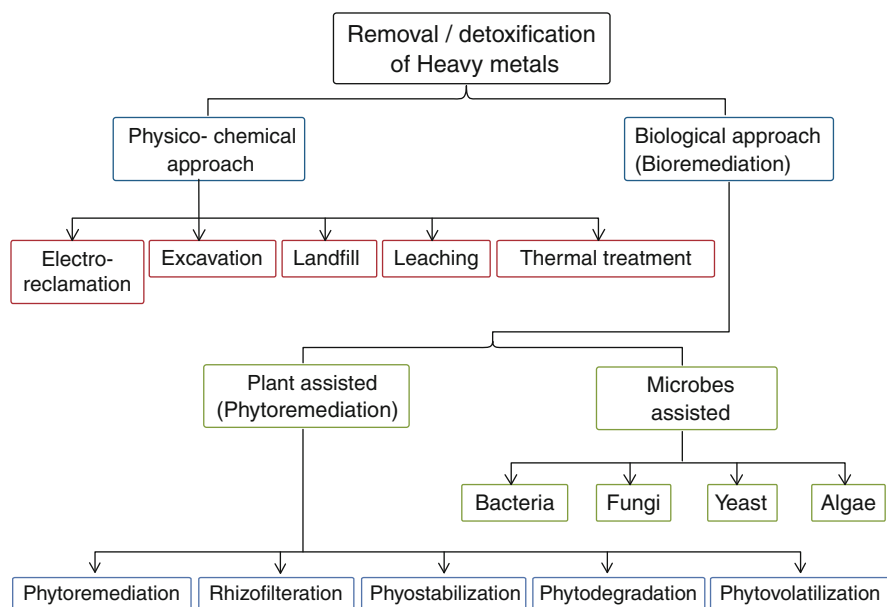 Removal / detoxification
of Heavy metals
Physico- chemical
approach
Biological approach
(Bioremediation)
Electro-
reclamation
Excavation
Landfill
Leaching
Thermal treatment
Plant assisted
(Phytoremediation)
Microbes
assisted
Bacteria
Fungi
Yeast
Algae
Phytoremediation
Rhizofilteration
Phyostabilization
Phytodegradation
Phytovolatilization